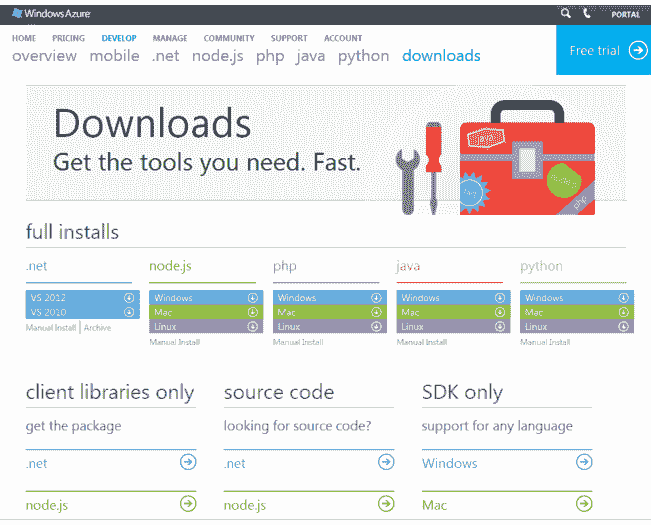 Windows Azure PORTAL
HOME PRICING DEVELOP MANAGE COMMUNITY SUPPORT ACCOUNT
overview mobile .net node.js php java python downloads
Free trial
Downloads
Get the tools you need. Fast.
java
php
full installs
.net node.js php java python
VS 2012 Windows Windows Windows Windows
VS 2010 Mac Mac Mac Mac
Manual Install | Archive Linux Linux Linux Linux
Manual Install Manual Install Manual Install Manual Install
client libraries only source code SDK only
get the package looking for source code? support for any language
.net .net Windows
node.js node.js Mac